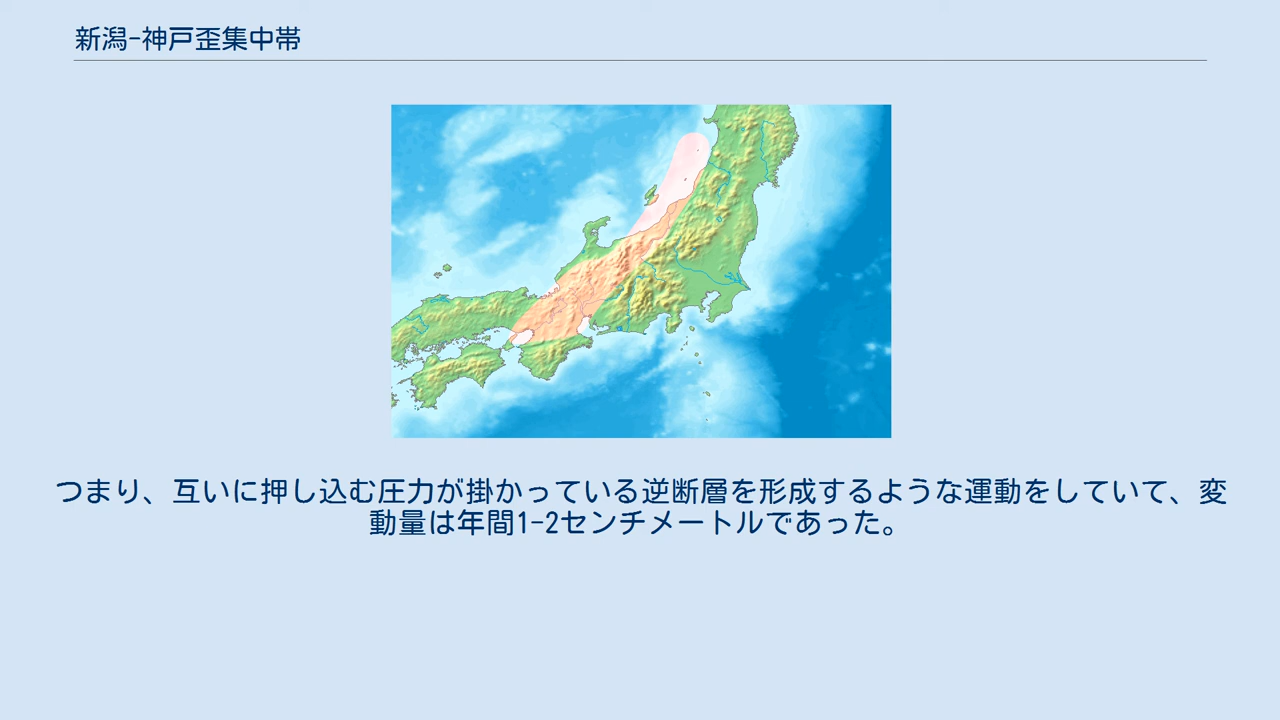 新潟-神戸歪集中帯
つまり、互いに押し込む圧力が掛かっている逆断層を形成するような運動をしていて、変
動量は年間1-2センチメートルであった。